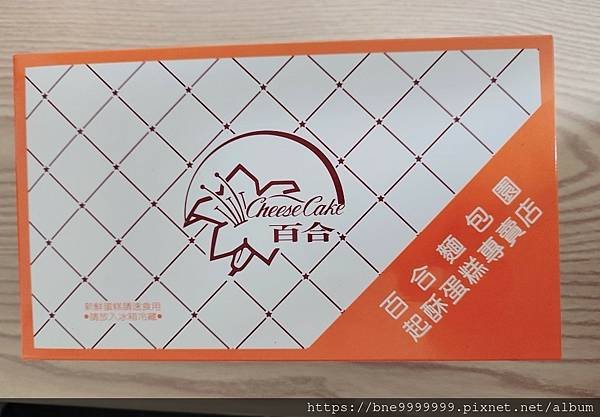 Cheese Cake
百合
百合麵包園
起酥蛋糕專賣店
新鮮蛋糕請速食用
●請放入冰箱冷藏●
https://bne9999999.pixnet.net/album